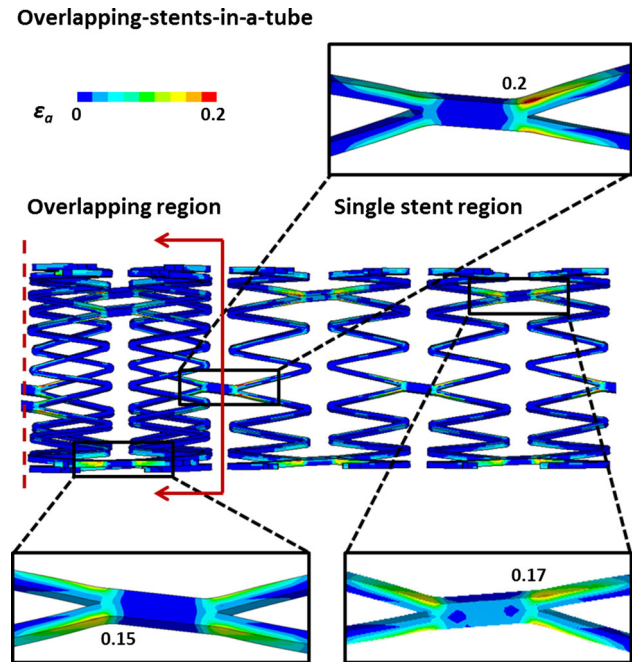 Overlapping-stents-in-a-tube
εa
0
0.2
0.2
Overlapping region
Single stent region
0.15
0.17